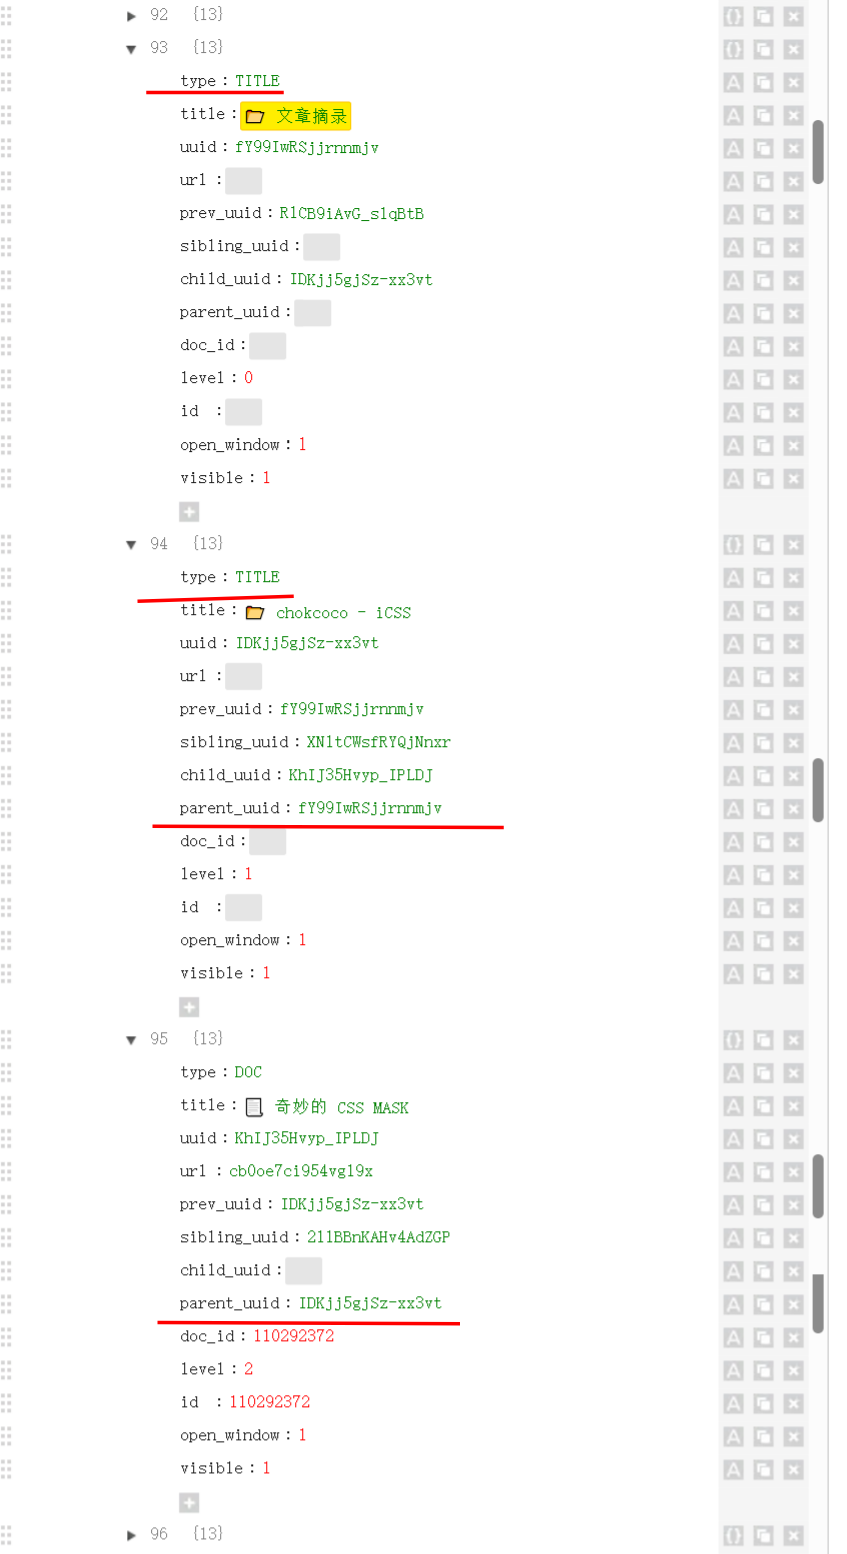 92 {13}
93 {13}
type : TITLE
title : 📂 文章摘录
uuid : fY99IwRSjjrnnmjv
url :
prev_uuid : R1CB9iAvG_slqBtB
sibling_uuid :
child_uuid : IDKjj5gjSz-xx3vt
parent_uuid :
doc_id :
level : 0
id :
open_window : 1
visible : 1
94 {13}
type : TITLE
title : 📂 chokcoco - iCSS
uuid : IDKjj5gjSz-xx3vt
url :
prev_uuid : fY99IwRSjjrnnmjv
sibling_uuid : XN1tCWsfRYQjNnxr
child_uuid : KhIJ35Hvyp_IPLDJ
parent_uuid : fY99IwRSjjrnnmjv
doc_id :
level : 1
id :
open_window : 1
visible : 1
95 {13}
type : DOC
title : 📃 奇妙的 CSS MASK
uuid : KhIJ35Hvyp_IPLDJ
url : cb0oe7ci954vgl9x
prev_uuid : IDKjj5gjSz-xx3vt
sibling_uuid : 211BBnKAHv4AdZGP
child_uuid :
parent_uuid : IDKjj5gjSz-xx3vt
doc_id : 110292372
level : 2
id : 110292372
open_window : 1
visible : 1
96 {13}